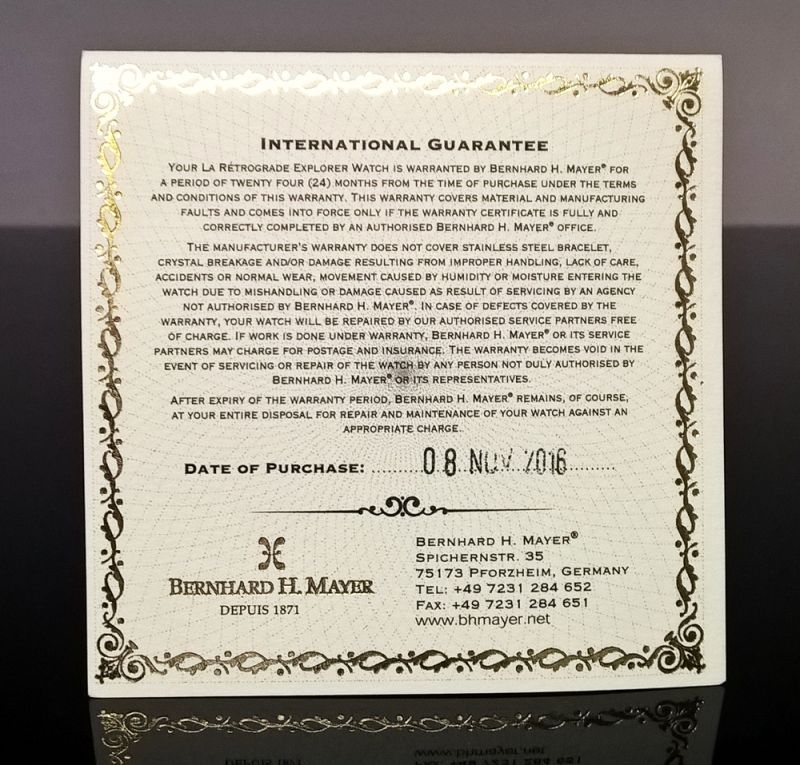 INTERNATIONAL GUARANTEE
YOUR LA RÉTROGRADE EXPLORER WATCH IS WARRANTED BY BERNHARD H. MAYER® FOR
A PERIOD OF TWENTY FOUR (24) MONTHS FROM THE TIME OF PURCHASE UNDER THE TERMS
AND CONDITIONS OF THIS WARRANTY. THIS WARRANTY COVERS MATERIAL AND MANUFACTURING
FAULTS AND COMES INTO FORCE ONLY IF THE WARRANTY CERTIFICATE IS FULLY AND
CORRECTLY COMPLETED BY AN AUTHORISED BERNHARD H. MAYER® OFFICE.
THE MANUFACTURER'S WARRANTY DOES NOT COVER STAINLESS STEEL BRACELET,
CRYSTAL BREAKAGE AND/OR DAMAGE RESULTING FROM IMPROPER HANDLING, LACK OF CARE,
ACCIDENTS OR NORMAL WEAR, MOVEMENT CAUSED BY HUMIDITY OR MOISTURE ENTERING THE
WATCH DUE TO MISHANDLING OR DAMAGE CAUSED AS RESULT OF SERVICING BY AN AGENCY
NOT AUTHORISED BY BERNHARD H. MAYER®. IN CASE OF DEFECTS COVERED BY THE
WARRANTY, YOUR WATCH WILL BE REPAIRED BY OUR AUTHORISED SERVICE PARTNERS FREE
OF CHARGE. IF WORK IS DONE UNDER WARRANTY, BERNHARD H. MAYER® OR ITS SERVICE
PARTNERS MAY CHARGE FOR POSTAGE AND INSURANCE. THE WARRANTY BECOMES VOID IN THE
EVENT OF SERVICING OR REPAIR OF THE WATCH BY ANY PERSON NOT DULY AUTHORISED BY
BERNHARD H. MAYER® OR ITS REPRESENTATIVES.
AFTER EXPIRY OF THE WARRANTY PERIOD, BERNHARD H. MAYER® REMAINS, OF COURSE,
AT YOUR ENTIRE DISPOSAL FOR REPAIR AND MAINTENANCE OF YOUR WATCH AGAINST AN
APPROPRIATE CHARGE.
DATE OF PURCHASE: 08 NOV 2016
BERNHARD H. MAYER
DEPUIS 1871
BERNHARD H. MAYER®
SPICHERNSTR. 35
75173 PFORZHEIM, GERMANY
TEL: +49 7231 284 652
FAX: +49 7231 284 651
www.bhmayer.net